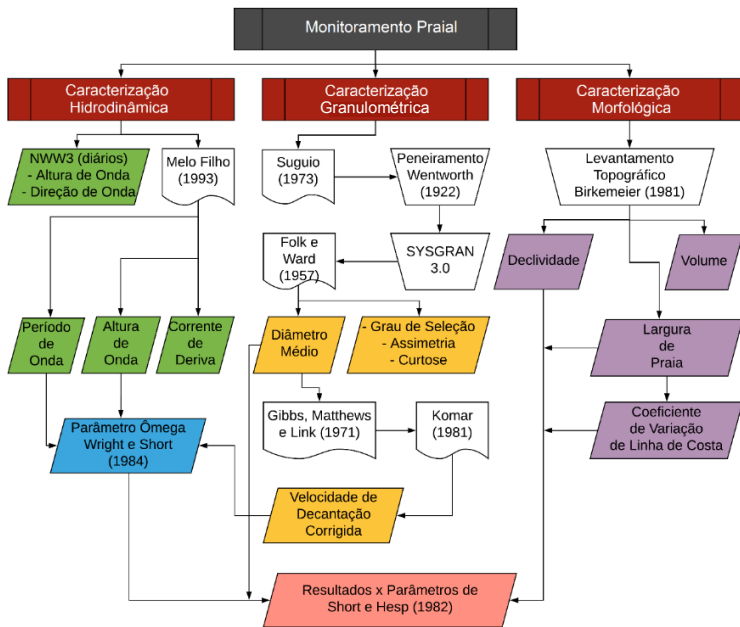 Monitoramento Praial
Caracterização
Hidrodinâmica
Caracterização
Granulométrica
Caracterização
Morfológica
NWW3 (diários)
- Altura de Onda
- Direção de Onda
Melo Filho
(1993)
Suguio
(1973)
Peneiramento
Wentworth
(1922)
Levantamento
Topográfico
Birkemeier (1981)
Folk e
Ward
(1957)
SYSGRAN
3.0
Declividade
Volume
Período
de
Onda
Altura
de
Onda
Corrente
de
Deriva
Diâmetro
Médio
- Grau de Seleção
- Assimetria
- Curtose
Largura
de
Praia
Parâmetro Ômega
Wright e Short
(1984)
Gibbs, Matthews
e Link (1971)
Komar
(1981)
Coeficiente
de Variação
de Linha de Costa
Velocidade de
Decantação
Corrigida
Resultados x Parâmetros de
Short e Hesp (1982)